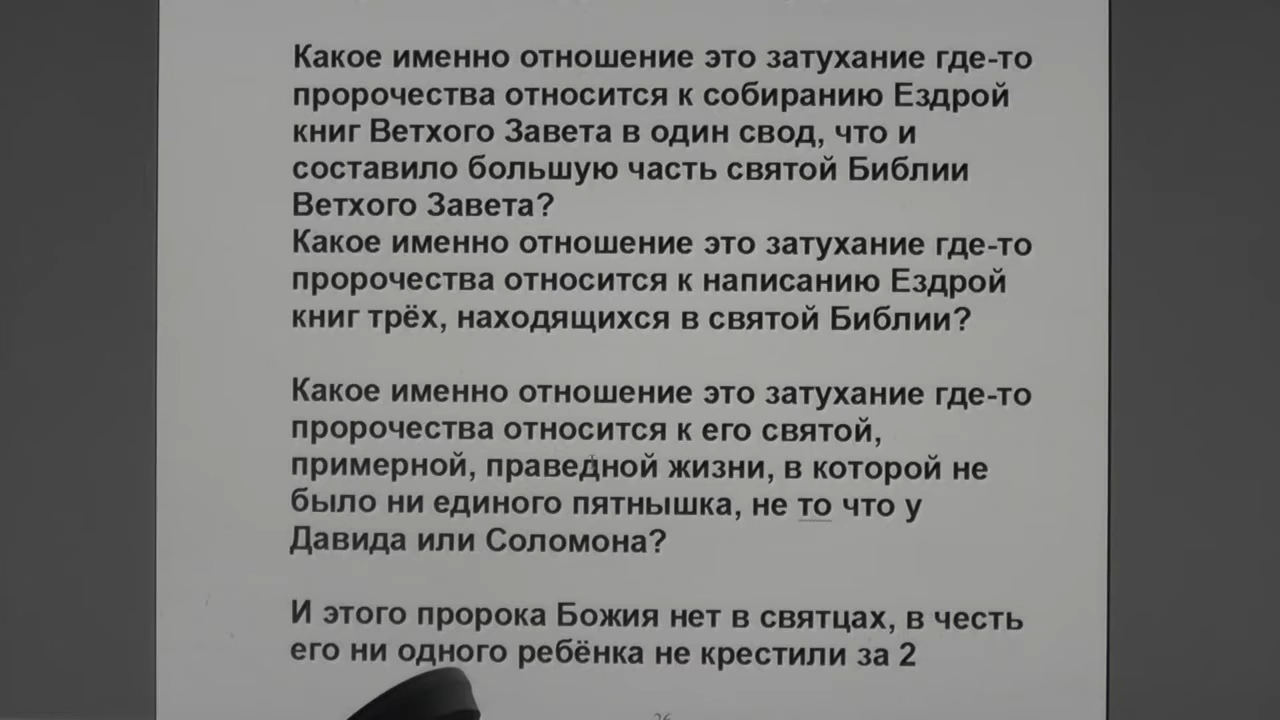 Какое именно отношение это затухание где-то
пророчества относится к собиранию Ездрой
книг Ветхого Завета в один свод, что и
составило большую часть святой Библии
Ветхого Завета?
Какое именно отношение это затухание где-то
пророчества относится к написанию Ездрой
книг трёх, находящихся в святой Библии?
Какое именно отношение это затухание где-то
пророчества относится к его святой,
примерной, праведной жизни, в которой не
было ни единого пятнышка, не то что у
Давида или Соломона?
И этого пророка Божия нет в святцах, в честь
его ни одного ребёнка не крестили за 2